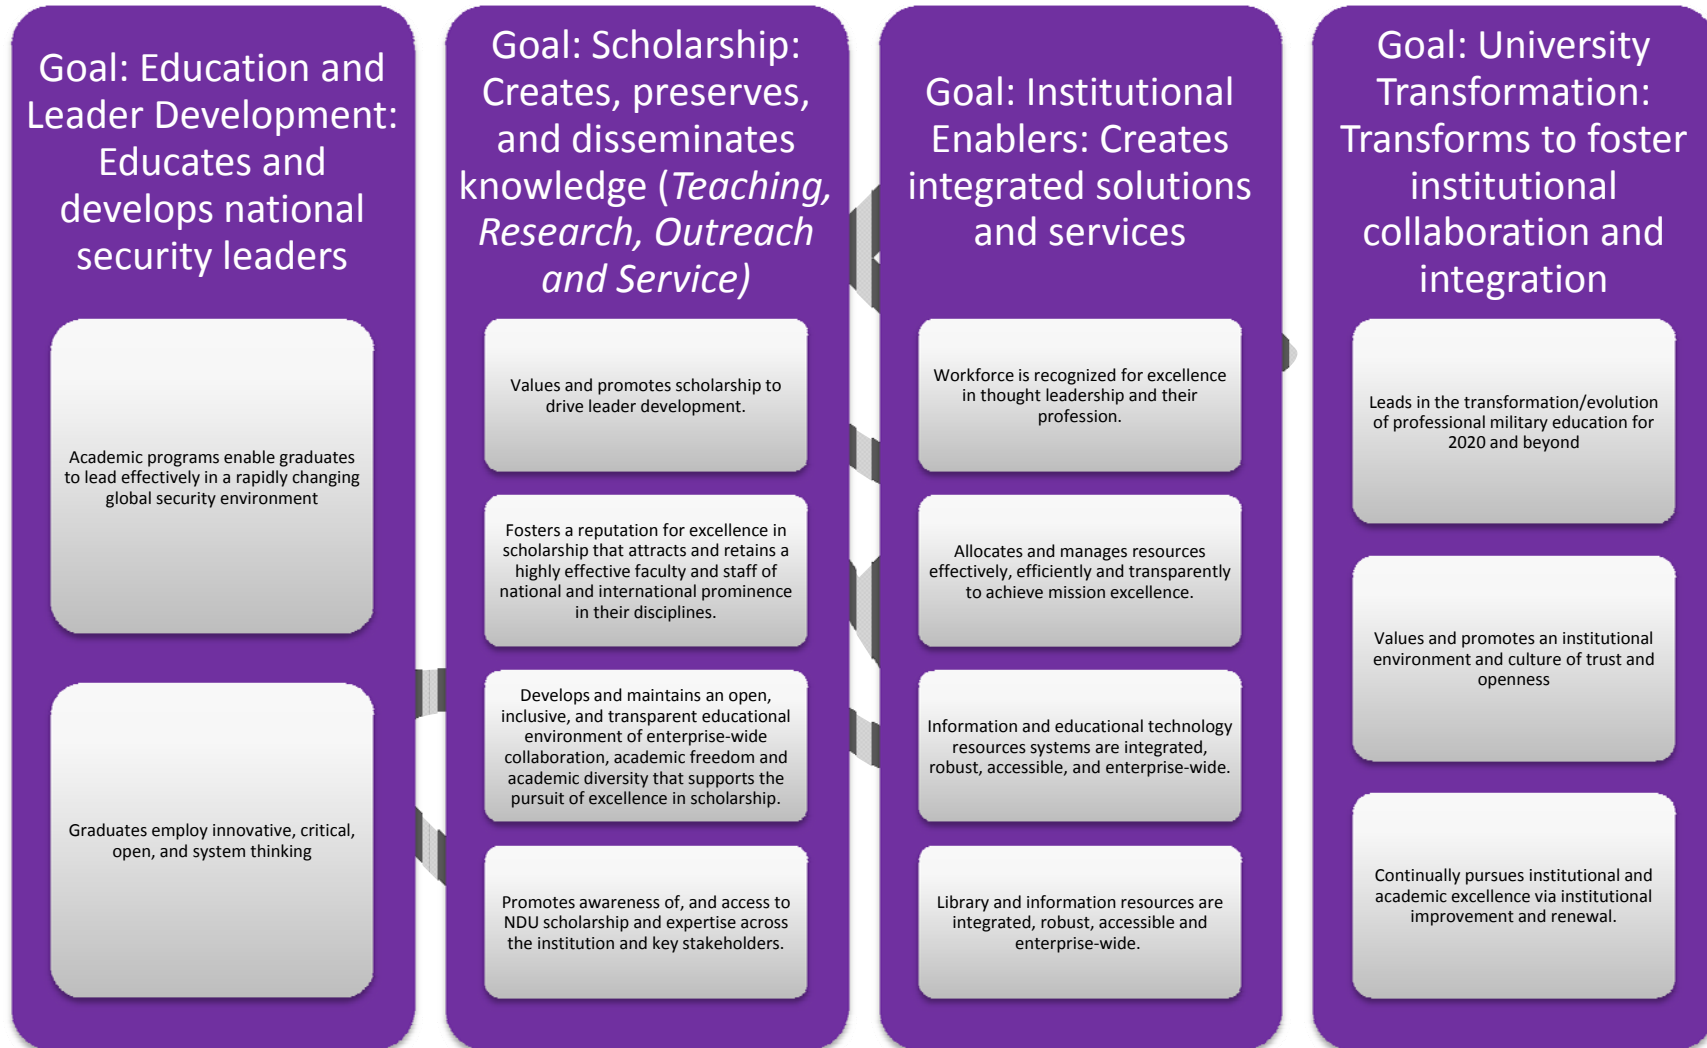 Goal: Education and
Leader Development:
Educates and
develops national
security leaders
Academic programs enable graduates
to lead effectively in a rapidly changing
global security environment
Graduates employ innovative, critical,
open, and system thinking
Goal: Scholarship:
Creates, preserves,
and disseminates
knowledge (Teaching,
Research, Outreach
and Service)
Values and promotes scholarship to
drive leader development.
Fosters a reputation for excellence in
scholarship that attracts and retains a
highly effective faculty and staff of
national and international prominence
in their disciplines.
Develops and maintains an open,
inclusive, and transparent educational
environment of enterprise-wide
collaboration, academic freedom and
academic diversity that supports the
pursuit of excellence in scholarship.
Promotes awareness of, and access to
NDU scholarship and expertise across
the institution and key stakeholders.
Goal: Institutional
Enablers: Creates
integrated solutions
and services
Workforce is recognized for excellence
in thought leadership and their
profession.
Allocates and manages resources
effectively, efficiently and transparently
to achieve mission excellence.
Information and educational technology
resources systems are integrated,
robust, accessible, and enterprise-wide.
Library and information resources are
integrated, robust, accessible and
enterprise-wide.
Goal: University
Transformation:
Transforms to foster
institutional
collaboration and
integration
Leads in the transformation/evolution
of professional military education for
2020 and beyond
Values and promotes an institutional
environment and culture of trust and
openness
Continually pursues institutional and
academic excellence via institutional
improvement and renewal.